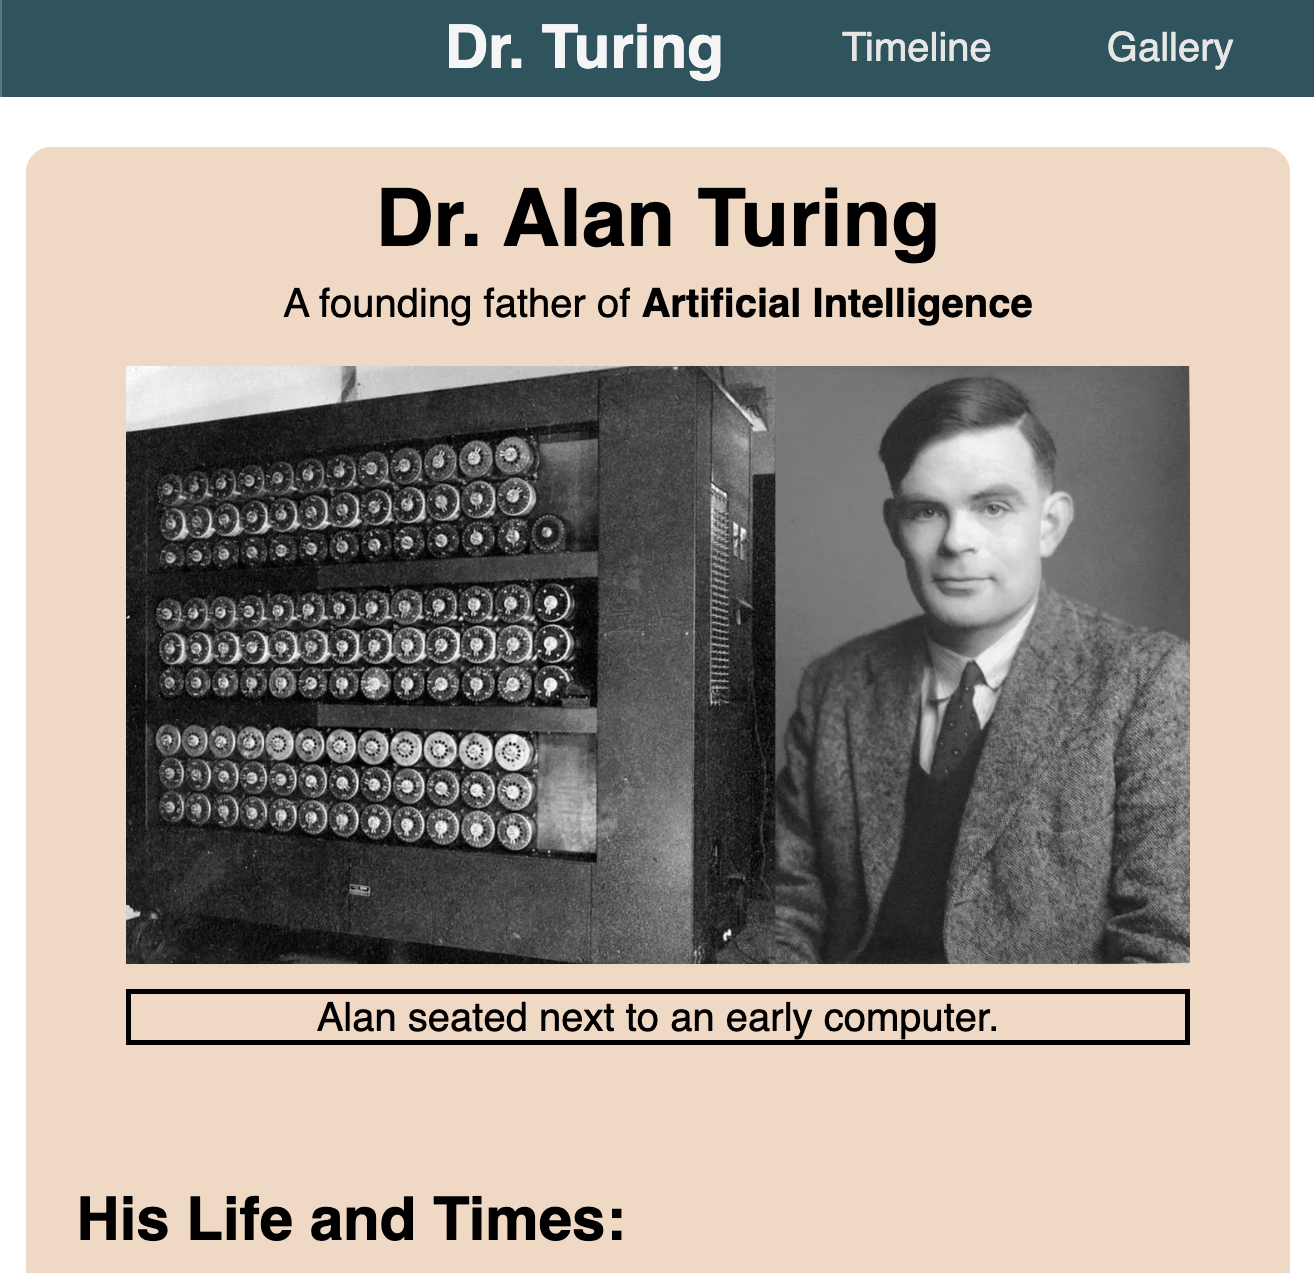 Dr. Turing Timeline Gallery
Dr. Alan Turing
A founding father of Artificial Intelligence
Alan seated next to an early computer.
His Life and Times: